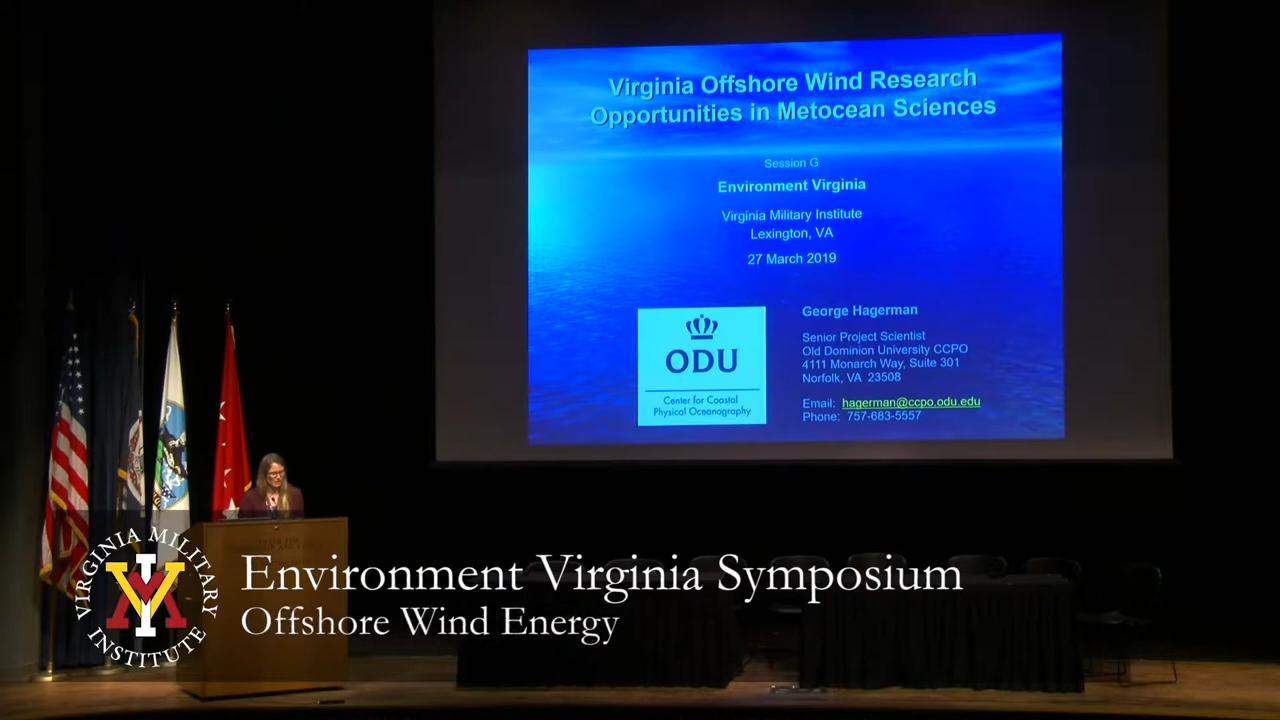 Virginia Offshore Wind Research
Opportunities in Metocean Sciences
Session G
Environment Virginia
Virginia Military Institute
Lexington, VA
27 March 2019
ODU
Center for Coastal
Physical Oceanography
George Hagerman
Senior Project Scientist
Old Dominion University CCPO
4111 Monarch Way, Suite 301
Norfolk, VA 23508
Email: hagerman@ccpo.odu.edu
Phone: 757-683-5557
VIRGINIA MILITARY INSTITUTE
VMI
Environment Virginia Symposium
Offshore Wind Energy